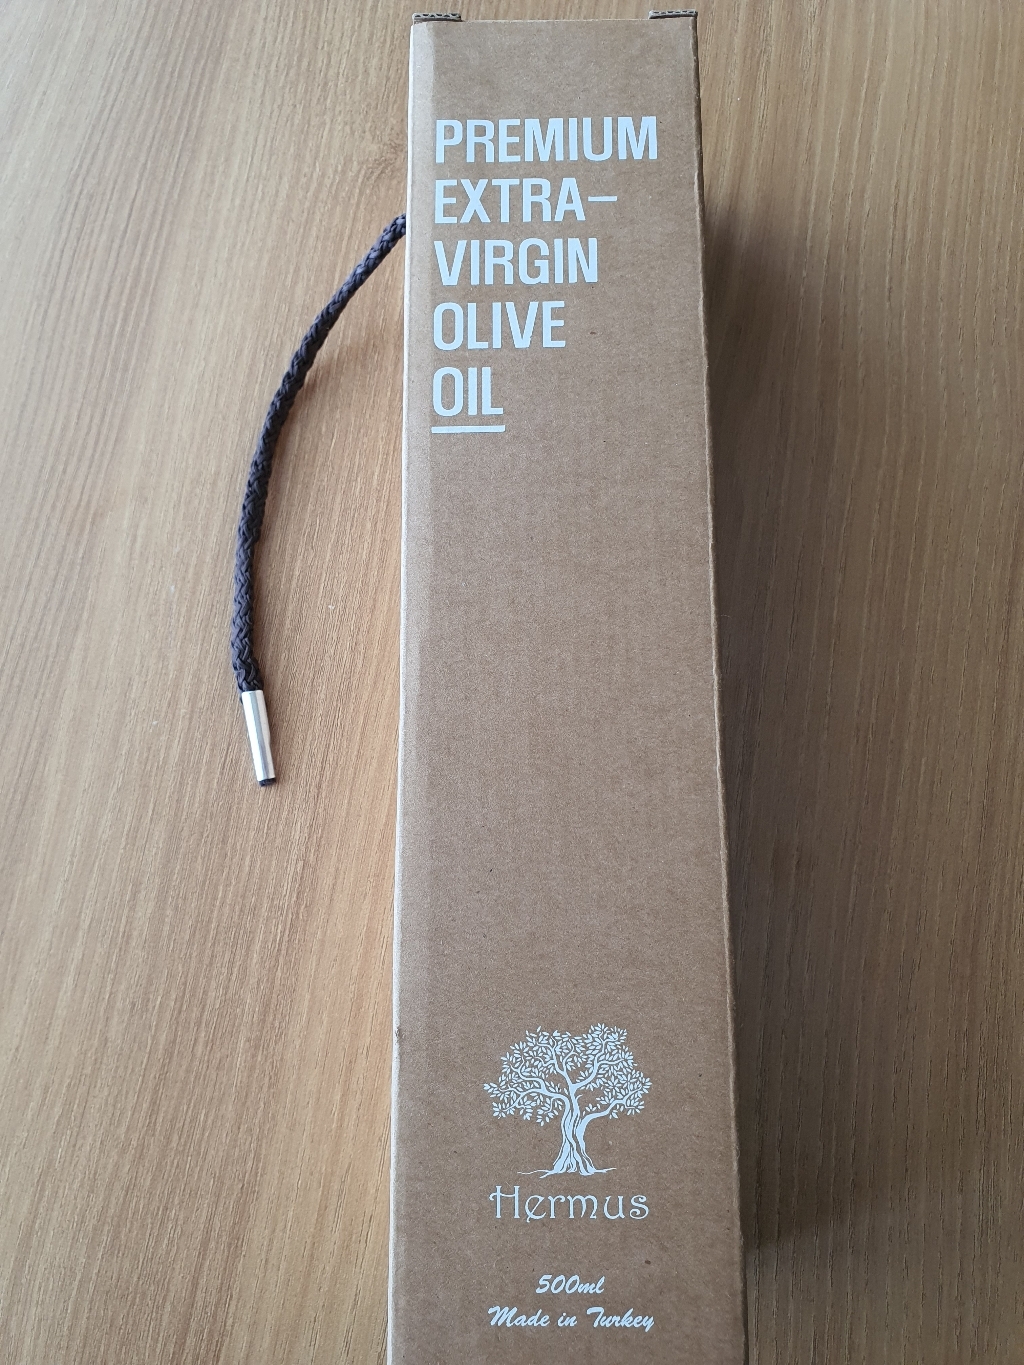 PREMIUM
EXTRA–
VIRGIN
OLIVE
OIL
Hermus
500ml
Made in Turkey